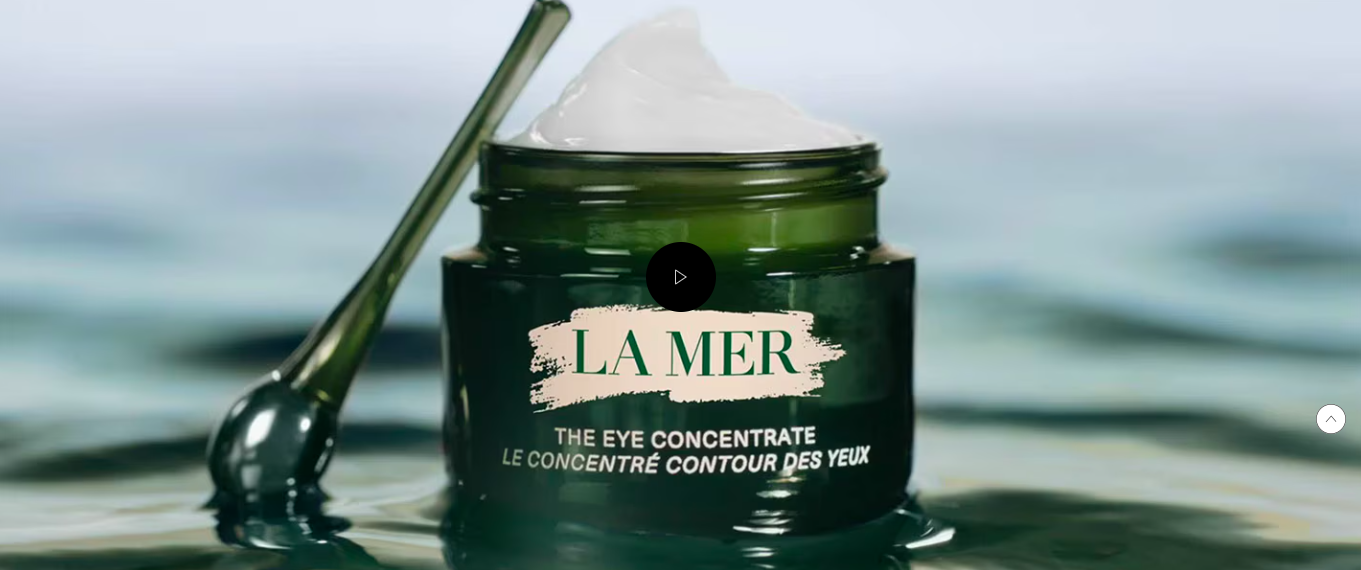 LA MER
THE EYE CONCENTRATE
LE CONCENTRÉ CONTOUR DES YEUX